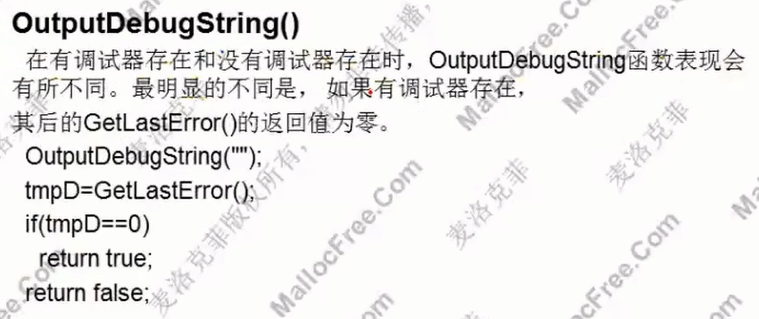 OutputDebugString()
在有调试器存在和没有调试器存在时，OutputDebugString函数表现会
有所不同。最明显的不同是， 如果有调试器存在，
其后的GetLastError()的返回值为零。
OutputDebugString("");
tmpD=GetLastError();
if(tmpD==0)
return true;
return false;
麦洛克菲版权所有，
MallocFree.Com
麦洛克菲
MallocFree.Com
麦洛克菲
MallocFree.Com